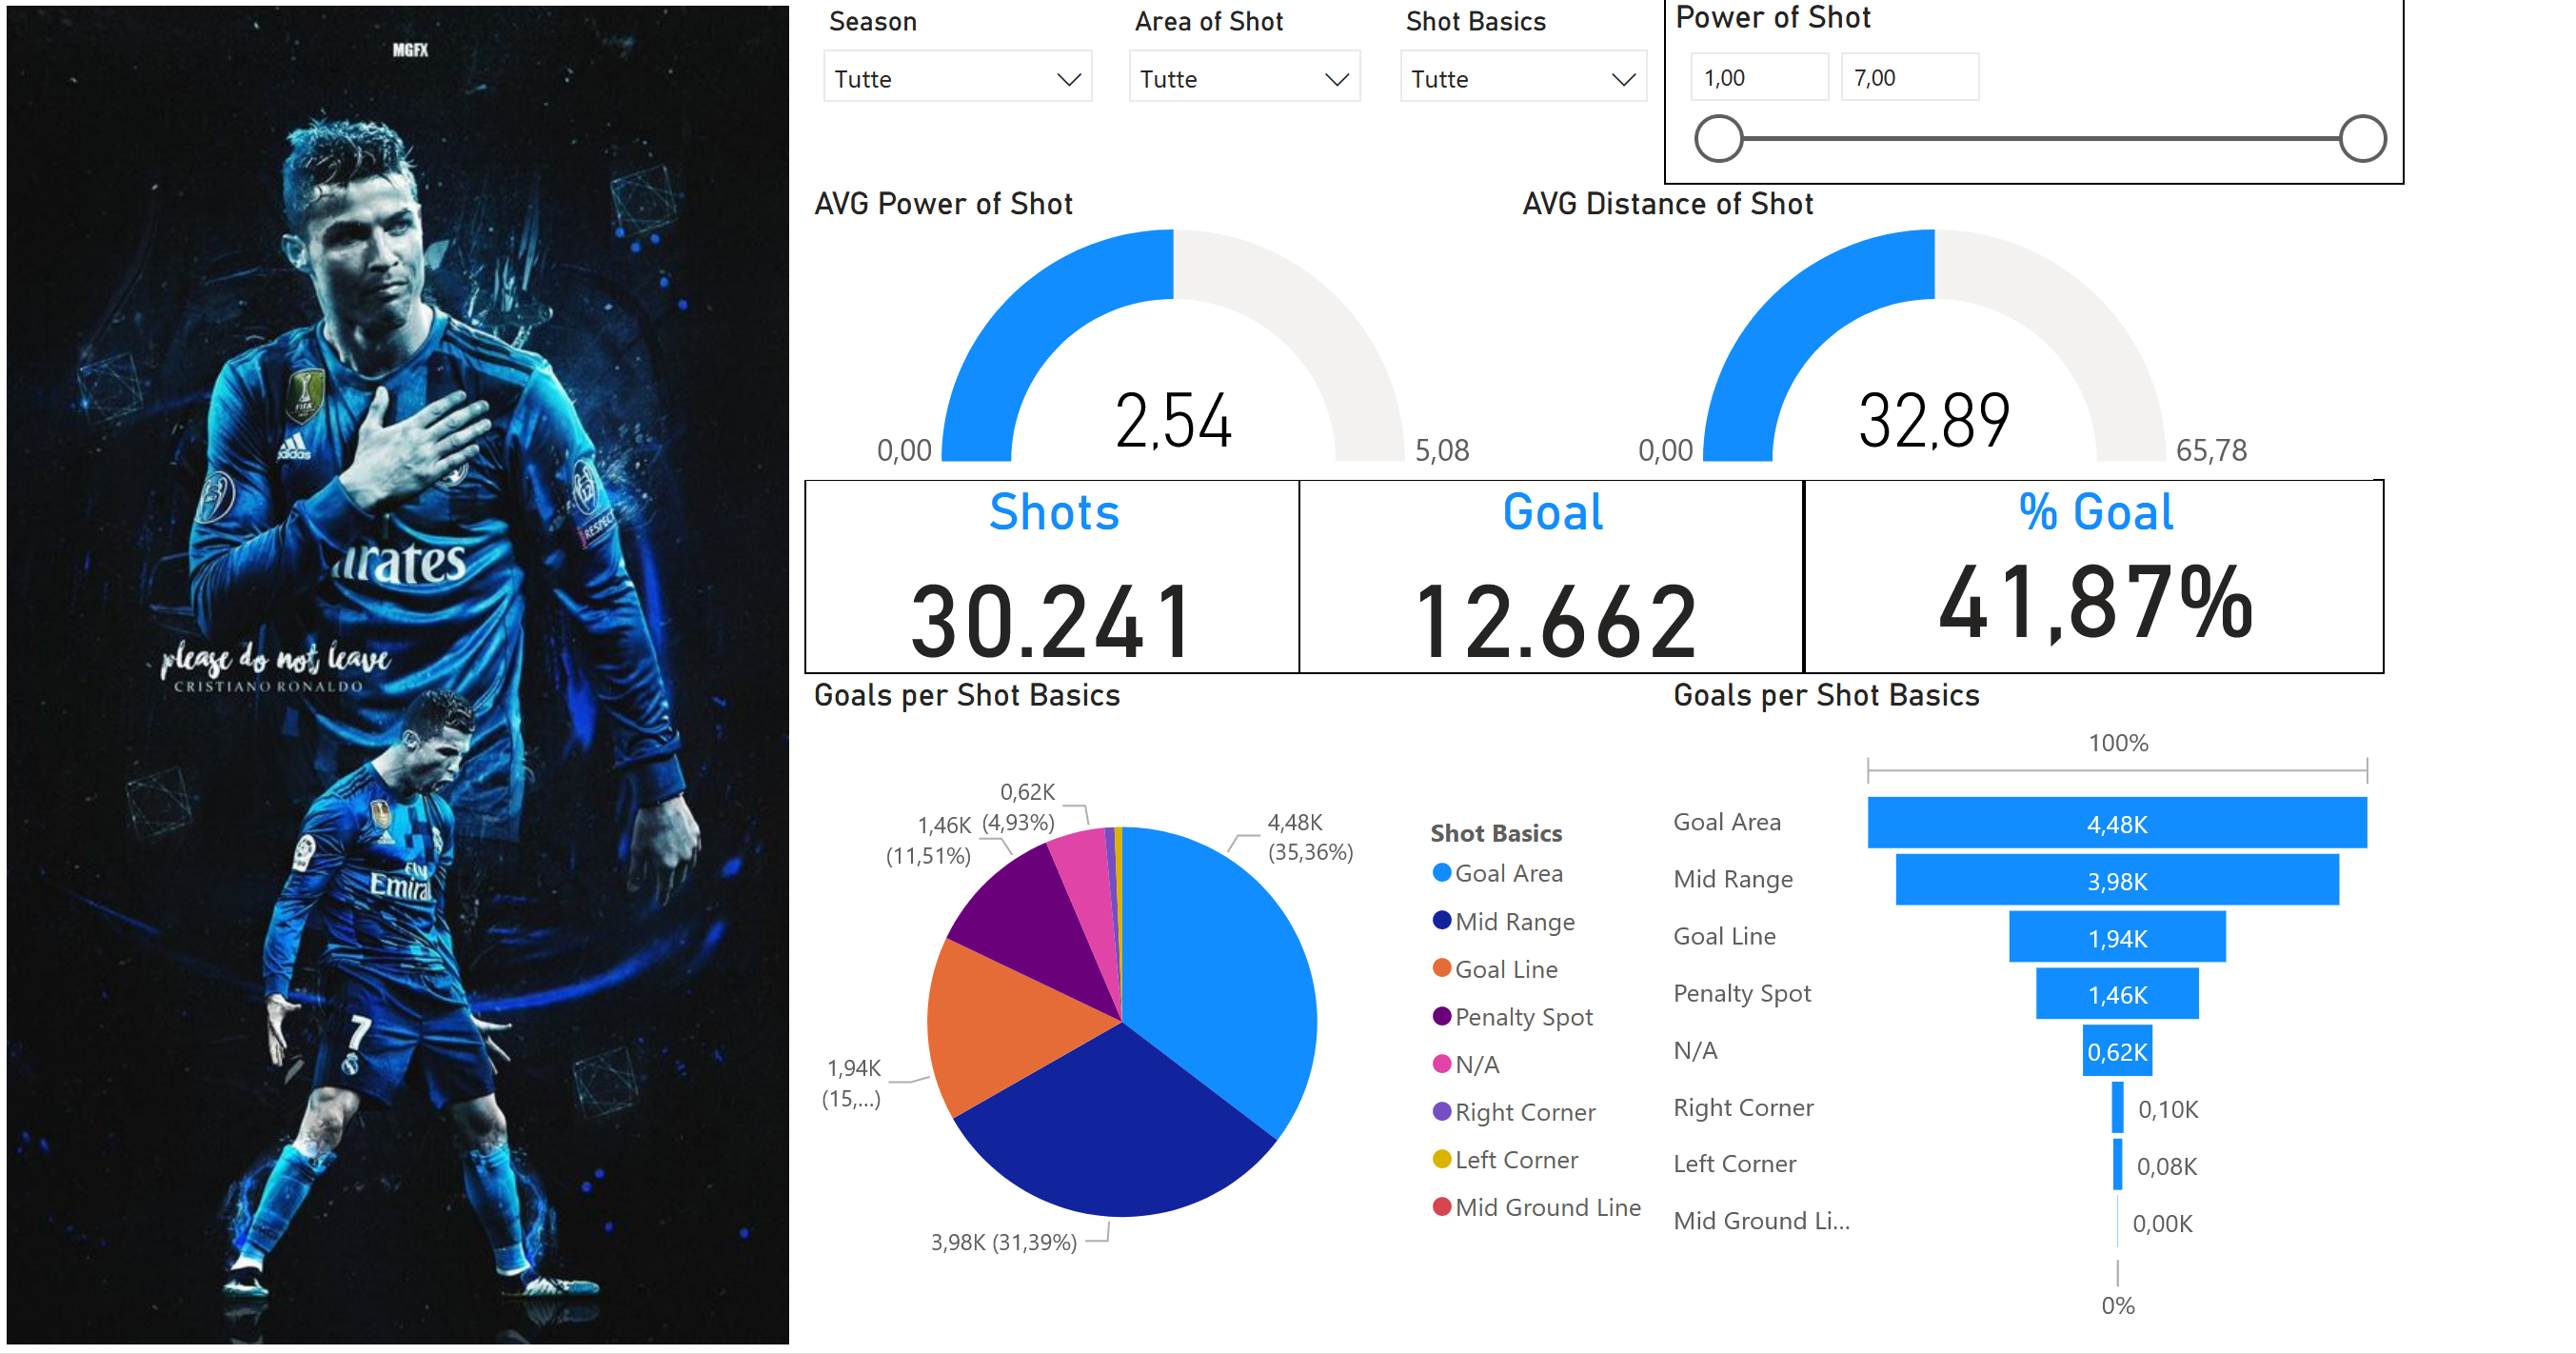 MGFX
FIFA
adidas
RESPECT
irates
please do not leave
CRISTIANO RONALDO
Fly
Emira
7
Season
Area of Shot
Shot Basics
Power of Shot
Tutte
Tutte
Tutte
1,00
7,00
AVG Power of Shot
AVG Distance of Shot
2,54
0,00
5,08
32,89
0,00
65,78
Shots
Goal
% Goal
30.241
12.662
41,87%
Goals per Shot Basics
0,62K
(4,93%)
1,46K
(11,51%)
4,48K
(35,36%)
1,94K
(15,...)
3,98K (31,39%)
Shot Basics
Goal Area
Mid Range
Goal Line
Penalty Spot
N/A
Right Corner
Left Corner
Mid Ground Line
Goals per Shot Basics
100%
Goal Area 4,48K
Mid Range 3,98K
Goal Line 1,94K
Penalty Spot 1,46K
N/A 0,62K
Right Corner 0,10K
Left Corner 0,08K
Mid Ground Li... 0,00K
0%